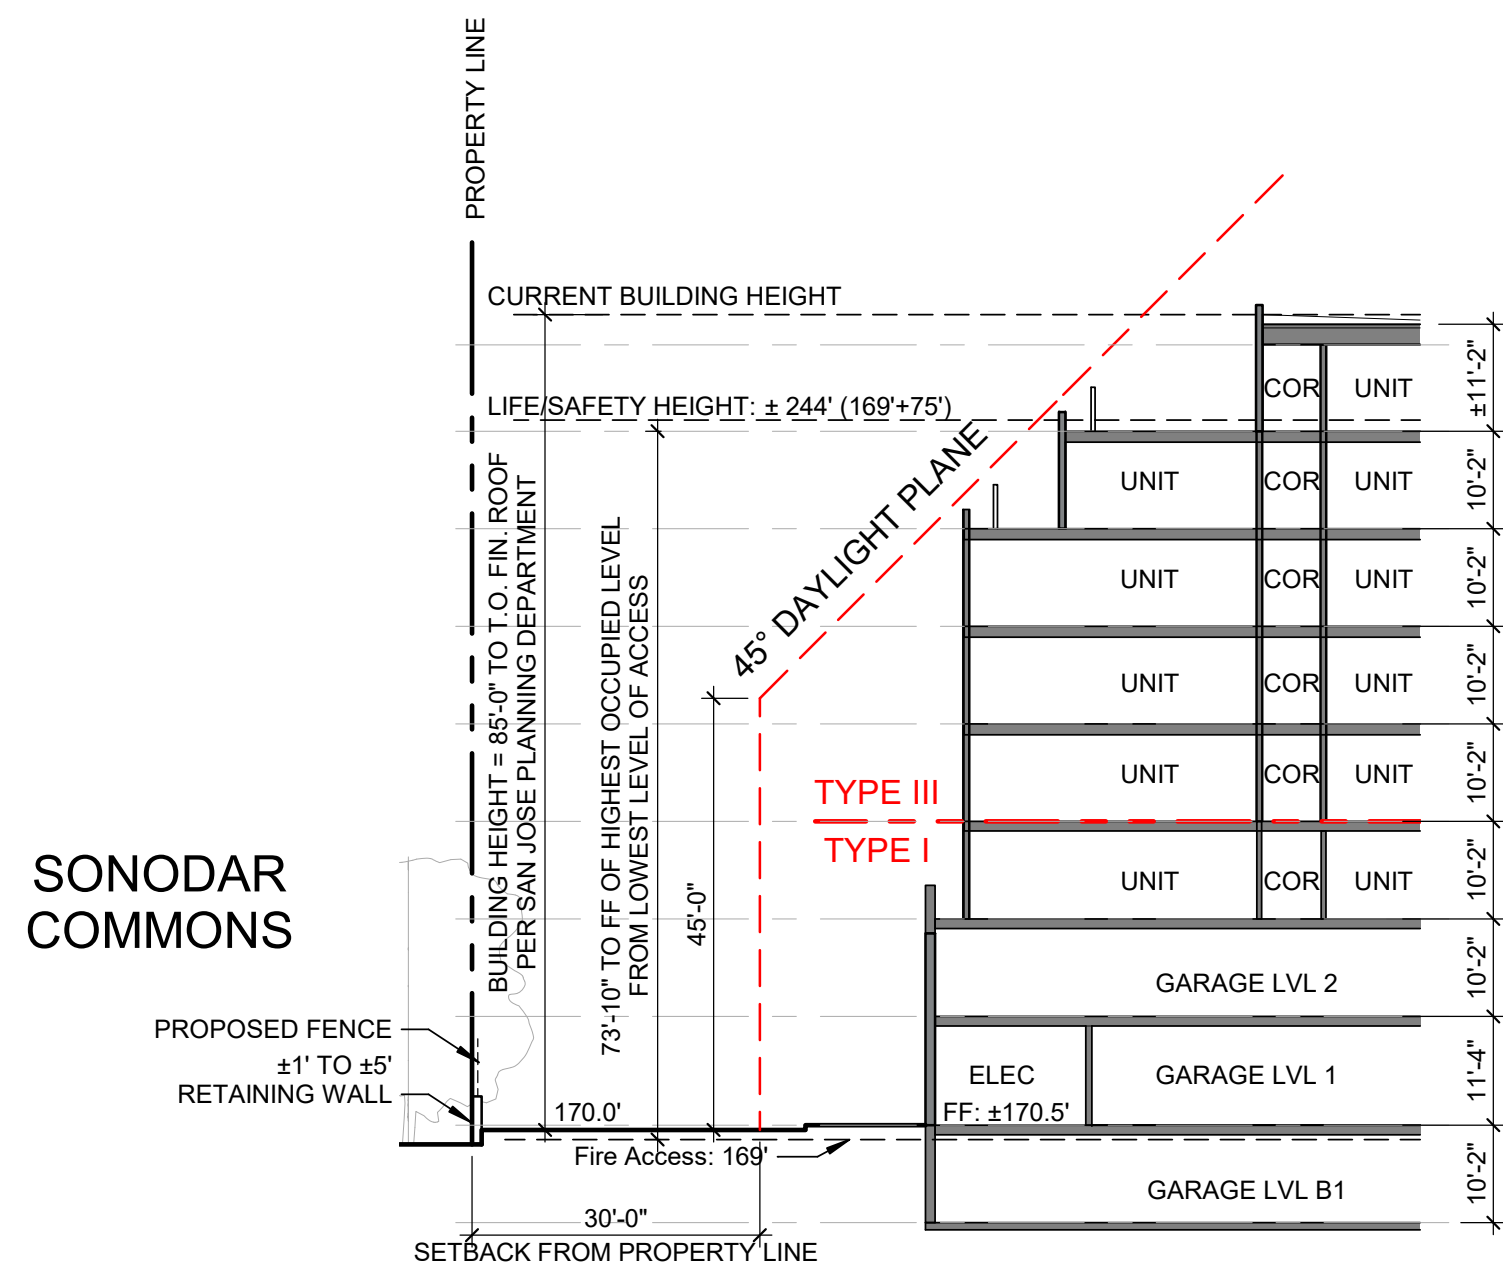 PROPERTY LINE
CURRENT BUILDING HEIGHT
LIFE/SAFETY HEIGHT: ± 244' (169'+75')
BUILDING HEIGHT = 85'-0" TO T.O. FIN. ROOF
PER SAN JOSE PLANNING DEPARTMENT
73'-10" TO FF OF HIGHEST OCCUPIED LEVEL
FROM LOWEST LEVEL OF ACCESS
45'-0"
45° DAYLIGHT PLANE
TYPE III
TYPE I
SONODAR
COMMONS
PROPOSED FENCE
±1' TO ±5'
RETAINING WALL
170.0'
Fire Access: 169'
30'-0"
SETBACK FROM PROPERTY LINE
COR UNIT
±11'-2"
UNIT COR UNIT
10'-2"
UNIT COR UNIT
10'-2"
UNIT COR UNIT
10'-2"
UNIT COR UNIT
10'-2"
UNIT COR UNIT
10'-2"
GARAGE LVL 2
10'-2"
ELEC
FF: ±170.5'
GARAGE LVL 1
11'-4"
GARAGE LVL B1
10'-2"